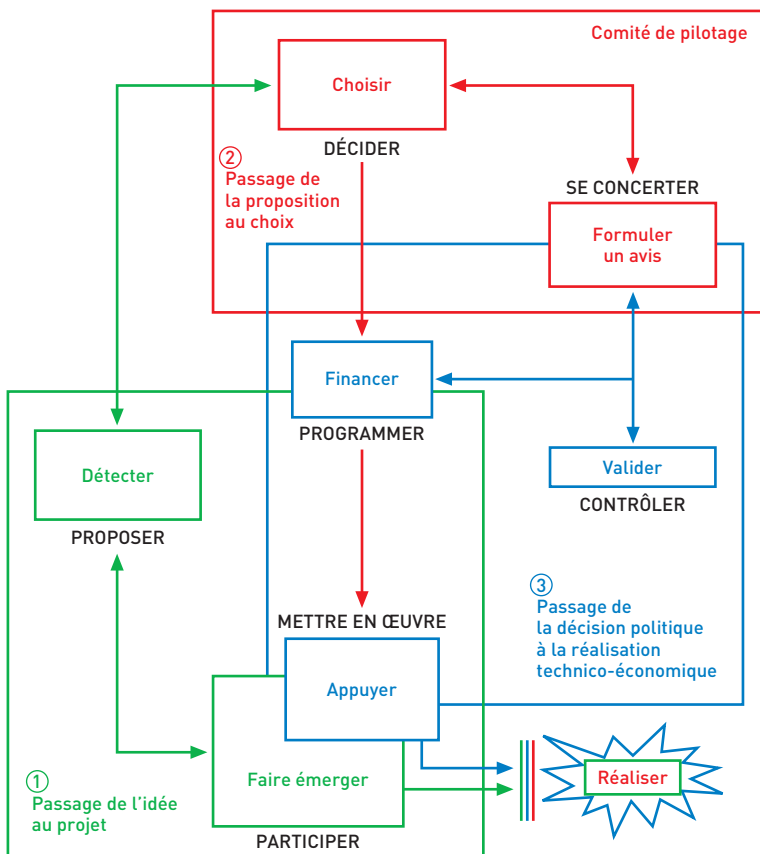 Comité de pilotage
Choisir
DÉCIDER
②
Passage de
la proposition
au choix
SE CONCERTER
Formuler
un avis
Financer
PROGRAMMER
Détecter
PROPOSER
Valider
CONTRÔLER
③
Passage de
la décision politique
à la réalisation
technico-économique
METTRE EN ŒUVRE
Appuyer
Faire émerger
PARTICIPER
①
Passage de l'idée
au projet
Réaliser